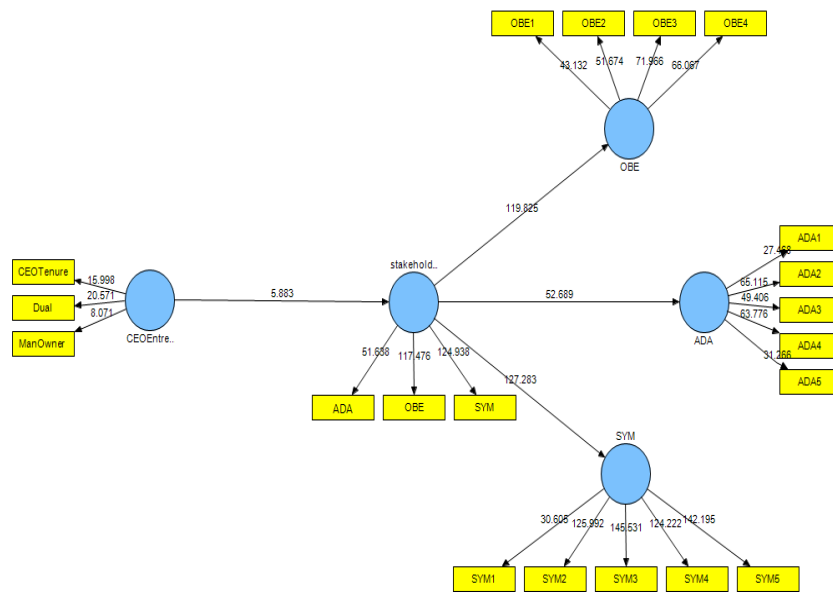 OBE1
OBE2
OBE3
OBE4
43.132
51.674
71.966
66.067
OBE
119.825
ADA1
ADA2
ADA3
ADA4
ADA5
27.468
65.115
49.406
63.776
31.266
ADA
CEOTenure
Dual
ManOwner
15.998
20.571
8.071
CEOEntre..
5.883
stakehold..
52.689
51.638
117.476
124.938
ADA
OBE
SYM
127.283
SYM
30.605
125.992
145.531
124.222
142.195
SYM1
SYM2
SYM3
SYM4
SYM5